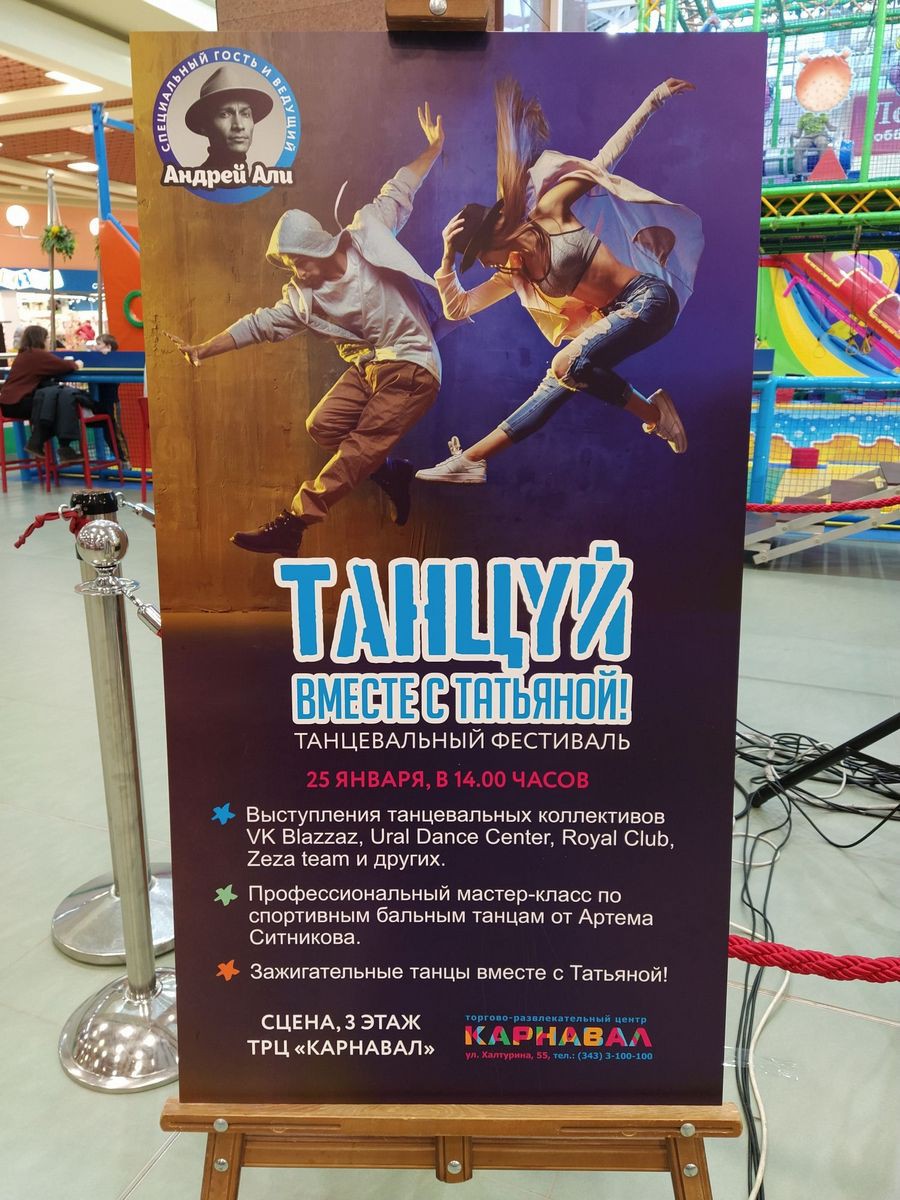 СПЕЦИАЛЬНЫЙ ГОСТЬ И ВЕДУЩИЙ
Андрей Али
ТАНЦУЙ
ВМЕСТЕ С ТАТЬЯНОЙ!
ТАНЦЕВАЛЬНЫЙ ФЕСТИВАЛЬ
25 ЯНВАРЯ, В 14.00 ЧАСОВ
Выступления танцевальных коллективов
VK Blazzaz, Ural Dance Center, Royal Club,
Zeza team и других.
Профессиональный мастер-класс по
спортивным бальным танцам от Артема
Ситникова.
Зажигательные танцы вместе с Татьяной!
СЦЕНА, 3 ЭТАЖ
ТРЦ «КАРНАВАЛ»
торгово-развлекательный центр
КАРНАВАЛ
ул. Халтурина, 55, тел.: (343) 3-100-100